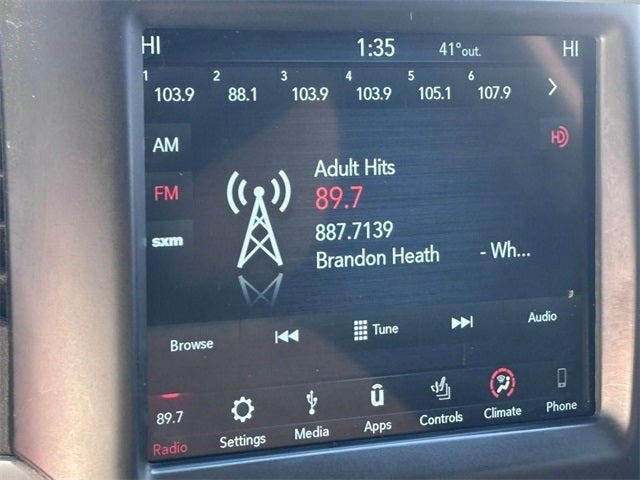 HI 1:35 41°out. HI
1 2 3 4 5 6
103.9 88.1 103.9 103.9 105.1 107.9
AM
HD
FM
sxm
Adult Hits
89.7
887.7139
Brandon Heath - Wh...
Browse Tune Audio
89.7
Radio Settings Media Apps Controls Climate Phone